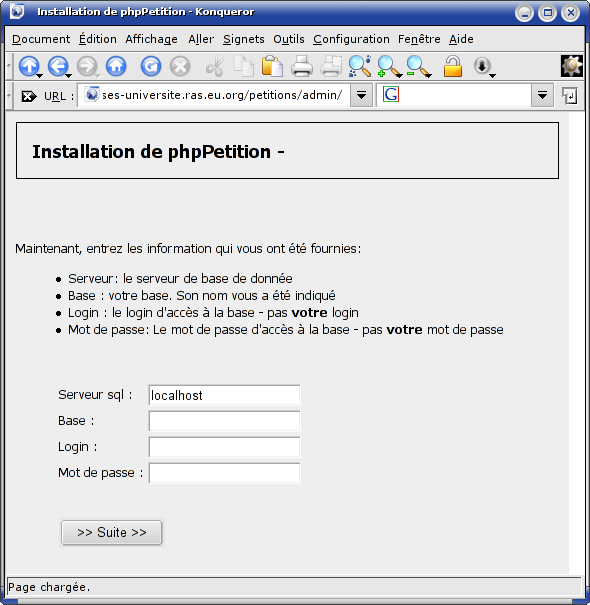 Installation de phpPetition - Konqueror
Document Édition Affichage Aller Signets Outils Configuration Fenêtre Aide
URL : ses-universite.ras.eu.org/petitions/admin/ G
Installation de phpPetition -
Maintenant, entrez les information qui vous ont été fournies:
Serveur: le serveur de base de donnée
Base : votre base. Son nom vous a été indiqué
Login : le login d'accès à la base - pas votre login
Mot de passe: Le mot de passe d'accès à la base - pas votre mot de passe
Serveur sql : localhost
Base :
Login :
Mot de passe :
>> Suite >>
Page chargée.